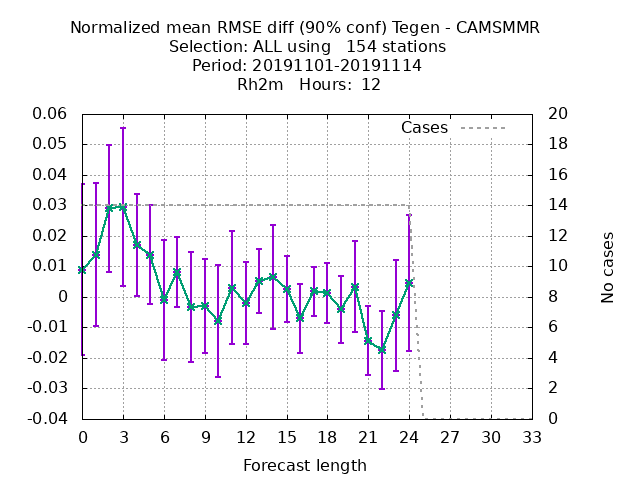 Normalized mean RMSE diff (90% conf) Tegen - CAMSMMR
Selection: ALL using   154 stations
Period: 20191101-20191114
Rh2m   Hours:  12
Cases
0.06
0.05
0.04
0.03
0.02
0.01
0
-0.01
-0.02
-0.03
-0.04
20
18
16
14
12
10
8
6
4
2
0
No cases
0 3 6 9 12 15 18 21 24 27 30 33
Forecast length